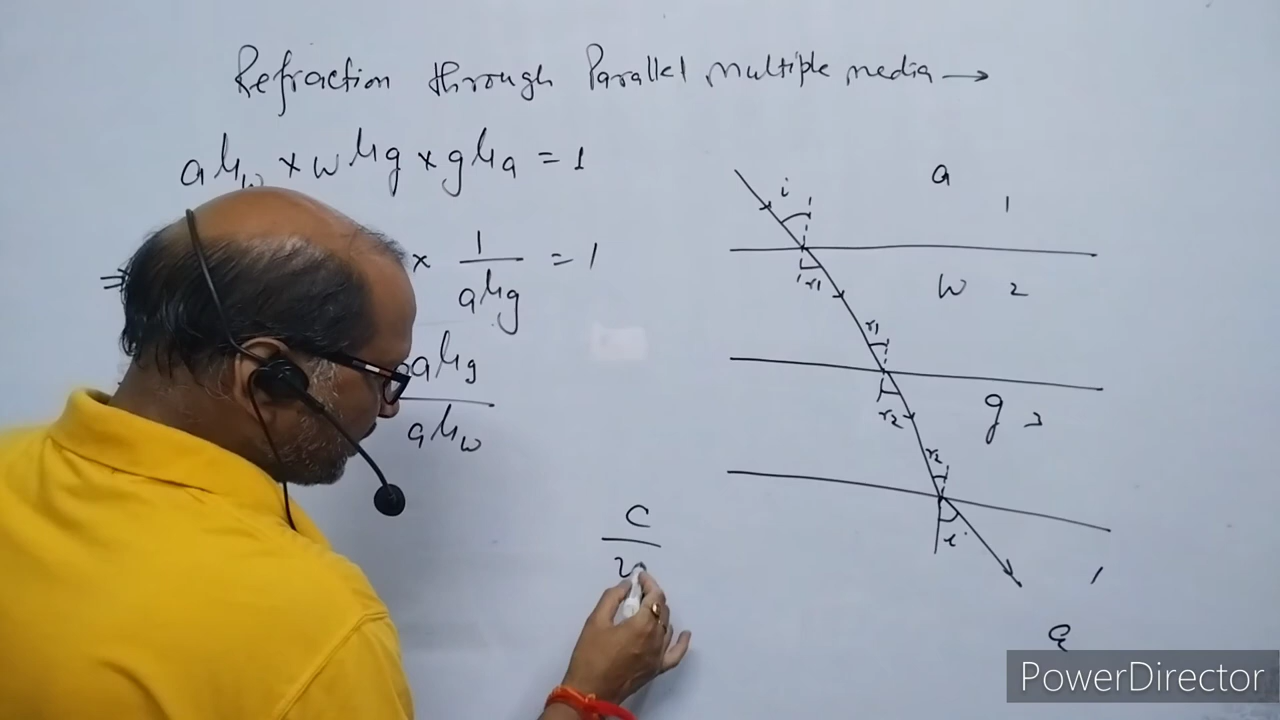 Refraction through Parallel multiple media →
aμw × wμg × gμa = 1
⇒ × 1/aμg = 1
aμg/aμw
C
a
1
i
r1
w 2
r1
r2
g 3
r2
e
1
a
PowerDirector